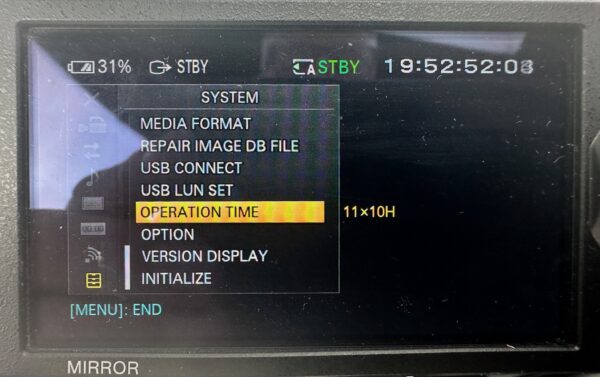 31% STBY A STBY 19:52:52:08
SYSTEM
MEDIA FORMAT
REPAIR IMAGE DB FILE
USB CONNECT
USB LUN SET
OPERATION TIME 11×10H
OPTION
VERSION DISPLAY
INITIALIZE
[MENU]: END
MIRROR